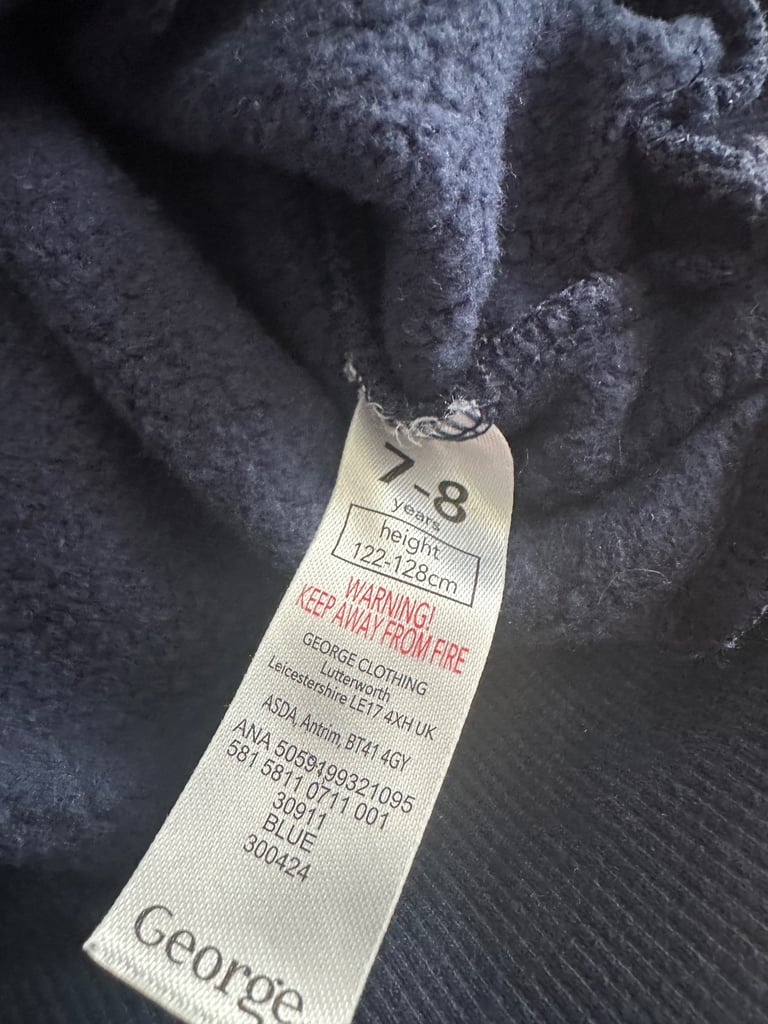 7-8
years
height
122-128cm
WARNING!
KEEP AWAY FROM FIRE
GEORGE CLOTHING
Lutterworth
Leicestershire LE17 4XH UK
ASDA, Antrim, BT41 4GY
ANA 5059199321095
581 5811 0711 001
30911
BLUE
300424
George